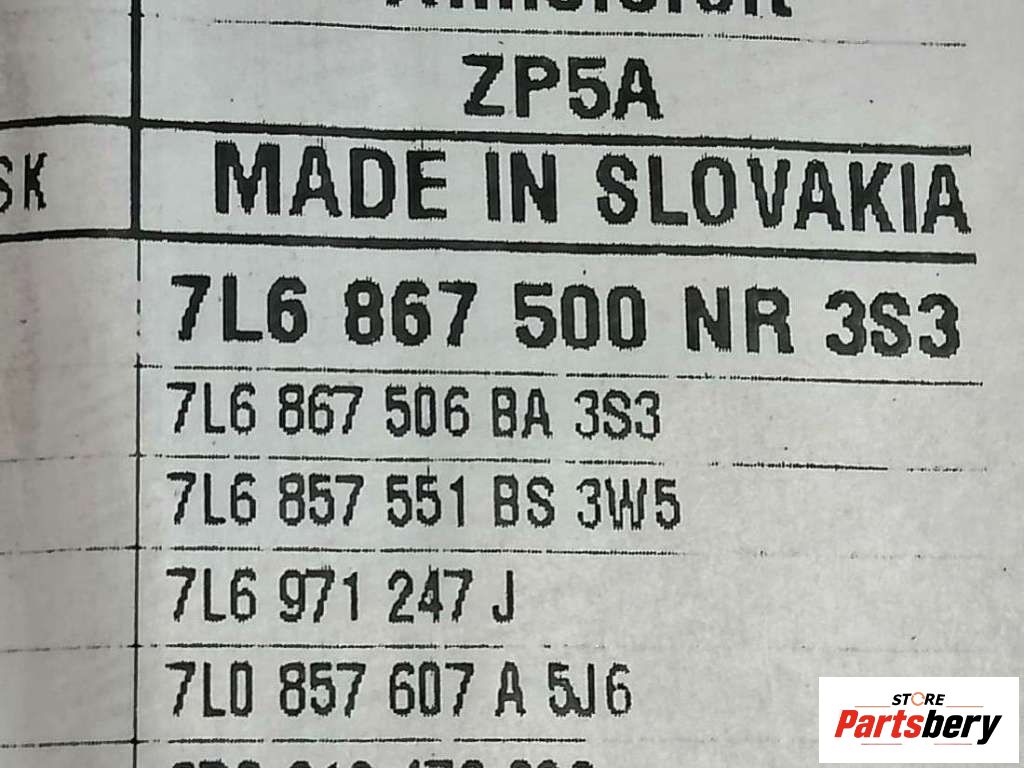 ZP5A
SK
MADE IN SLOVAKIA
7L6 867 500 NR 3S3
7L6 867 506 BA 3S3
7L6 857 551 BS 3W5
7L6 971 247 J
7L0 857 607 A 5J6
STORE
Partsbery